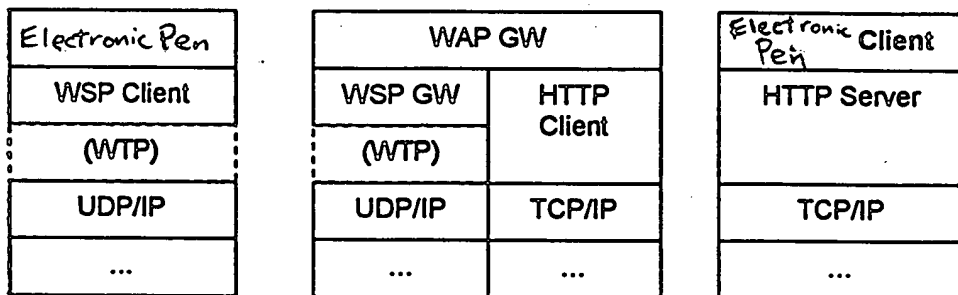 Electronic Pen
WSP Client
(WTP)
UDP/IP
...
WAP GW
WSP GW
HTTP
Client
(WTP)
UDP/IP
TCP/IP
...
...
Electronic Client
Pen
HTTP Server
TCP/IP
...